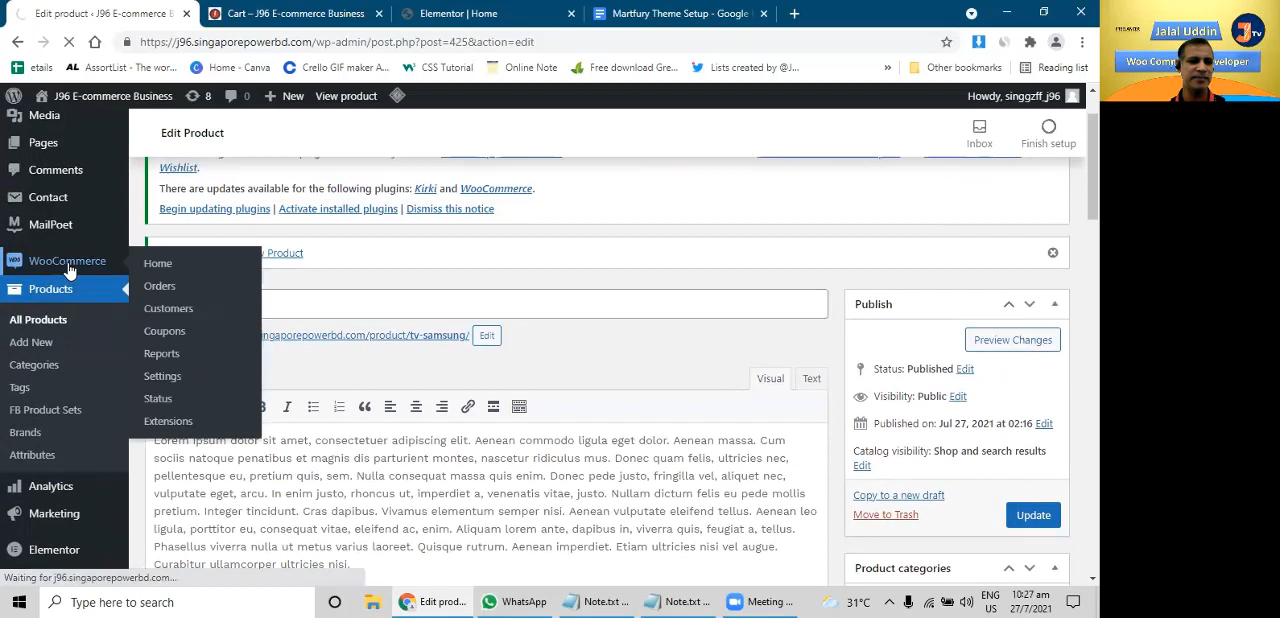 Edit product ‹ J96 E-commerce B
Cart – J96 E-commerce Business
Elementor | Home
Martfury Theme Setup - Google
https://j96.singaporepowerbd.com/wp-admin/post.php?post=425&action=edit
etails
AssortList - The wor...
Home - Canva
Crello GIF maker A...
CSS Tutorial
Online Note
Free download Gre...
Lists created by @J...
»
Other bookmarks
Reading list
J96 E-commerce Business
8
0
New
View product
Howdy, singgzff_j96
Media
Pages
Comments
Contact
MailPoet
WooCommerce
Products
All Products
Add New
Categories
Tags
FB Product Sets
Brands
Attributes
Analytics
Marketing
Elementor
Home
Orders
Customers
Coupons
Reports
Settings
Status
Extensions
Edit Product
Inbox
Finish setup
Wishlist.
There are updates available for the following plugins: Kirki and WooCommerce.
Begin updating plugins | Activate installed plugins | Dismiss this notice
Product
ngaporepowerbd.com/product/tv-samsung/
Edit
Visual
Text
Lorem ipsum dolor sit amet, consectetuer adipiscing elit. Aenean commodo ligula eget dolor. Aenean massa. Cum
sociis natoque penatibus et magnis dis parturient montes, nascetur ridiculus mus. Donec quam felis, ultricies nec,
pellentesque eu, pretium quis, sem. Nulla consequat massa quis enim. Donec pede justo, fringilla vel, aliquet nec,
vulputate eget, arcu. In enim justo, rhoncus ut, imperdiet a, venenatis vitae, justo. Nullam dictum felis eu pede mollis
pretium. Integer tincidunt. Cras dapibus. Vivamus elementum semper nisi. Aenean vulputate eleifend tellus. Aenean leo
ligula, porttitor eu, consequat vitae, eleifend ac, enim. Aliquam lorem ante, dapibus in, viverra quis, feugiat a, tellus.
Phasellus viverra nulla ut metus varius laoreet. Quisque rutrum. Aenean imperdiet. Etiam ultricies nisi vel augue.
Curabitur ullamcorper ultricies nisi.
Publish
Preview Changes
Status: Published Edit
Visibility: Public Edit
Published on: Jul 27, 2021 at 02:16 Edit
Catalog visibility: Shop and search results
Edit
Copy to a new draft
Move to Trash
Update
Product categories
Waiting for j96.singaporepowerbd.com...
Type here to search
Edit prod...
WhatsApp
Note.txt ...
Note.txt ...
Meeting ...
31°C
ENG
US
10:27 am
27/7/2021
FREELANCER
Jalal Uddin
J
TV
Woo Comm
Developer